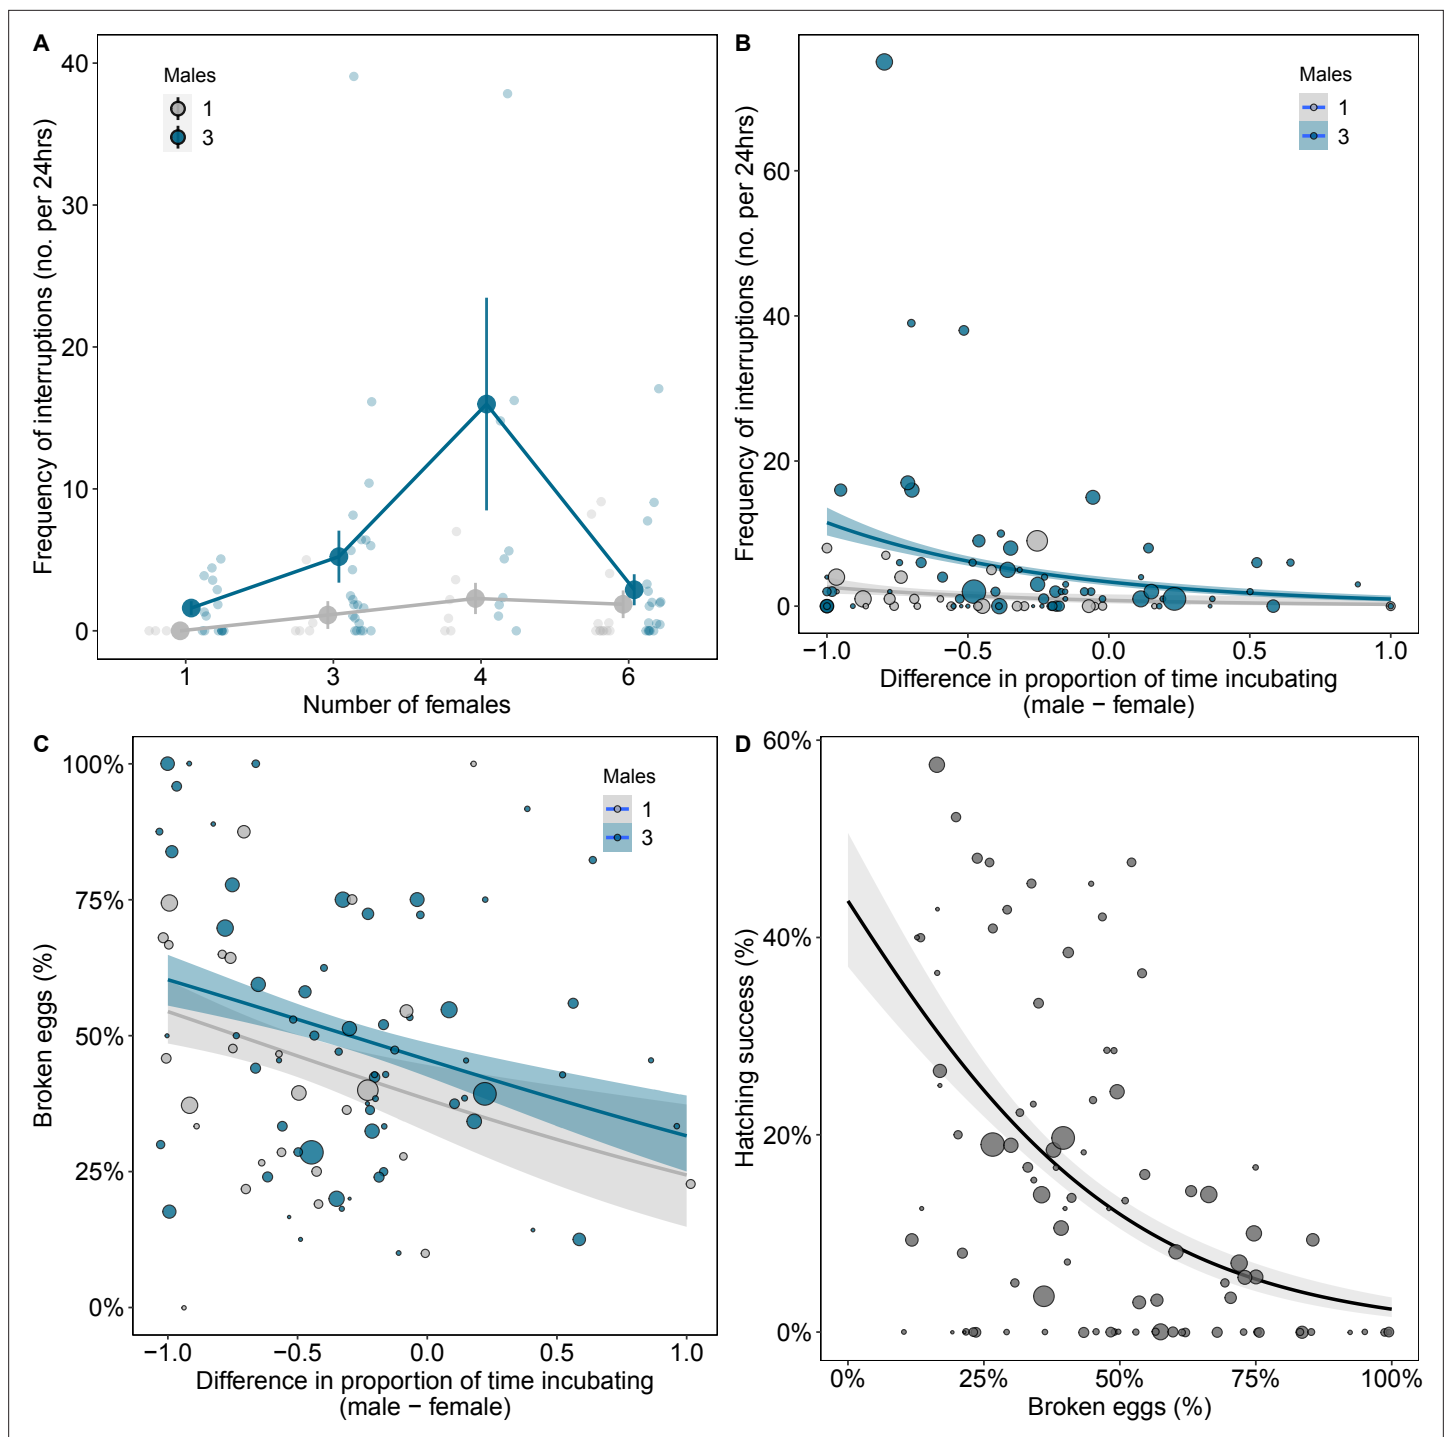 A
Frequency of interruptions (no. per 24hrs)
40
30
20
10
0
Males
1
3
1
3
4
6
Number of females
B
Frequency of interruptions (no. per 24hrs)
60
40
20
0
Males
1
3
−1.0
−0.5
0.0
0.5
1.0
Difference in proportion of time incubating
(male − female)
C
Broken eggs (%)
100%
75%
50%
25%
0%
Males
1
3
−1.0
−0.5
0.0
0.5
1.0
Difference in proportion of time incubating
(male − female)
D
Hatching success (%)
60%
40%
20%
0%
0%
25%
50%
75%
100%
Broken eggs (%)